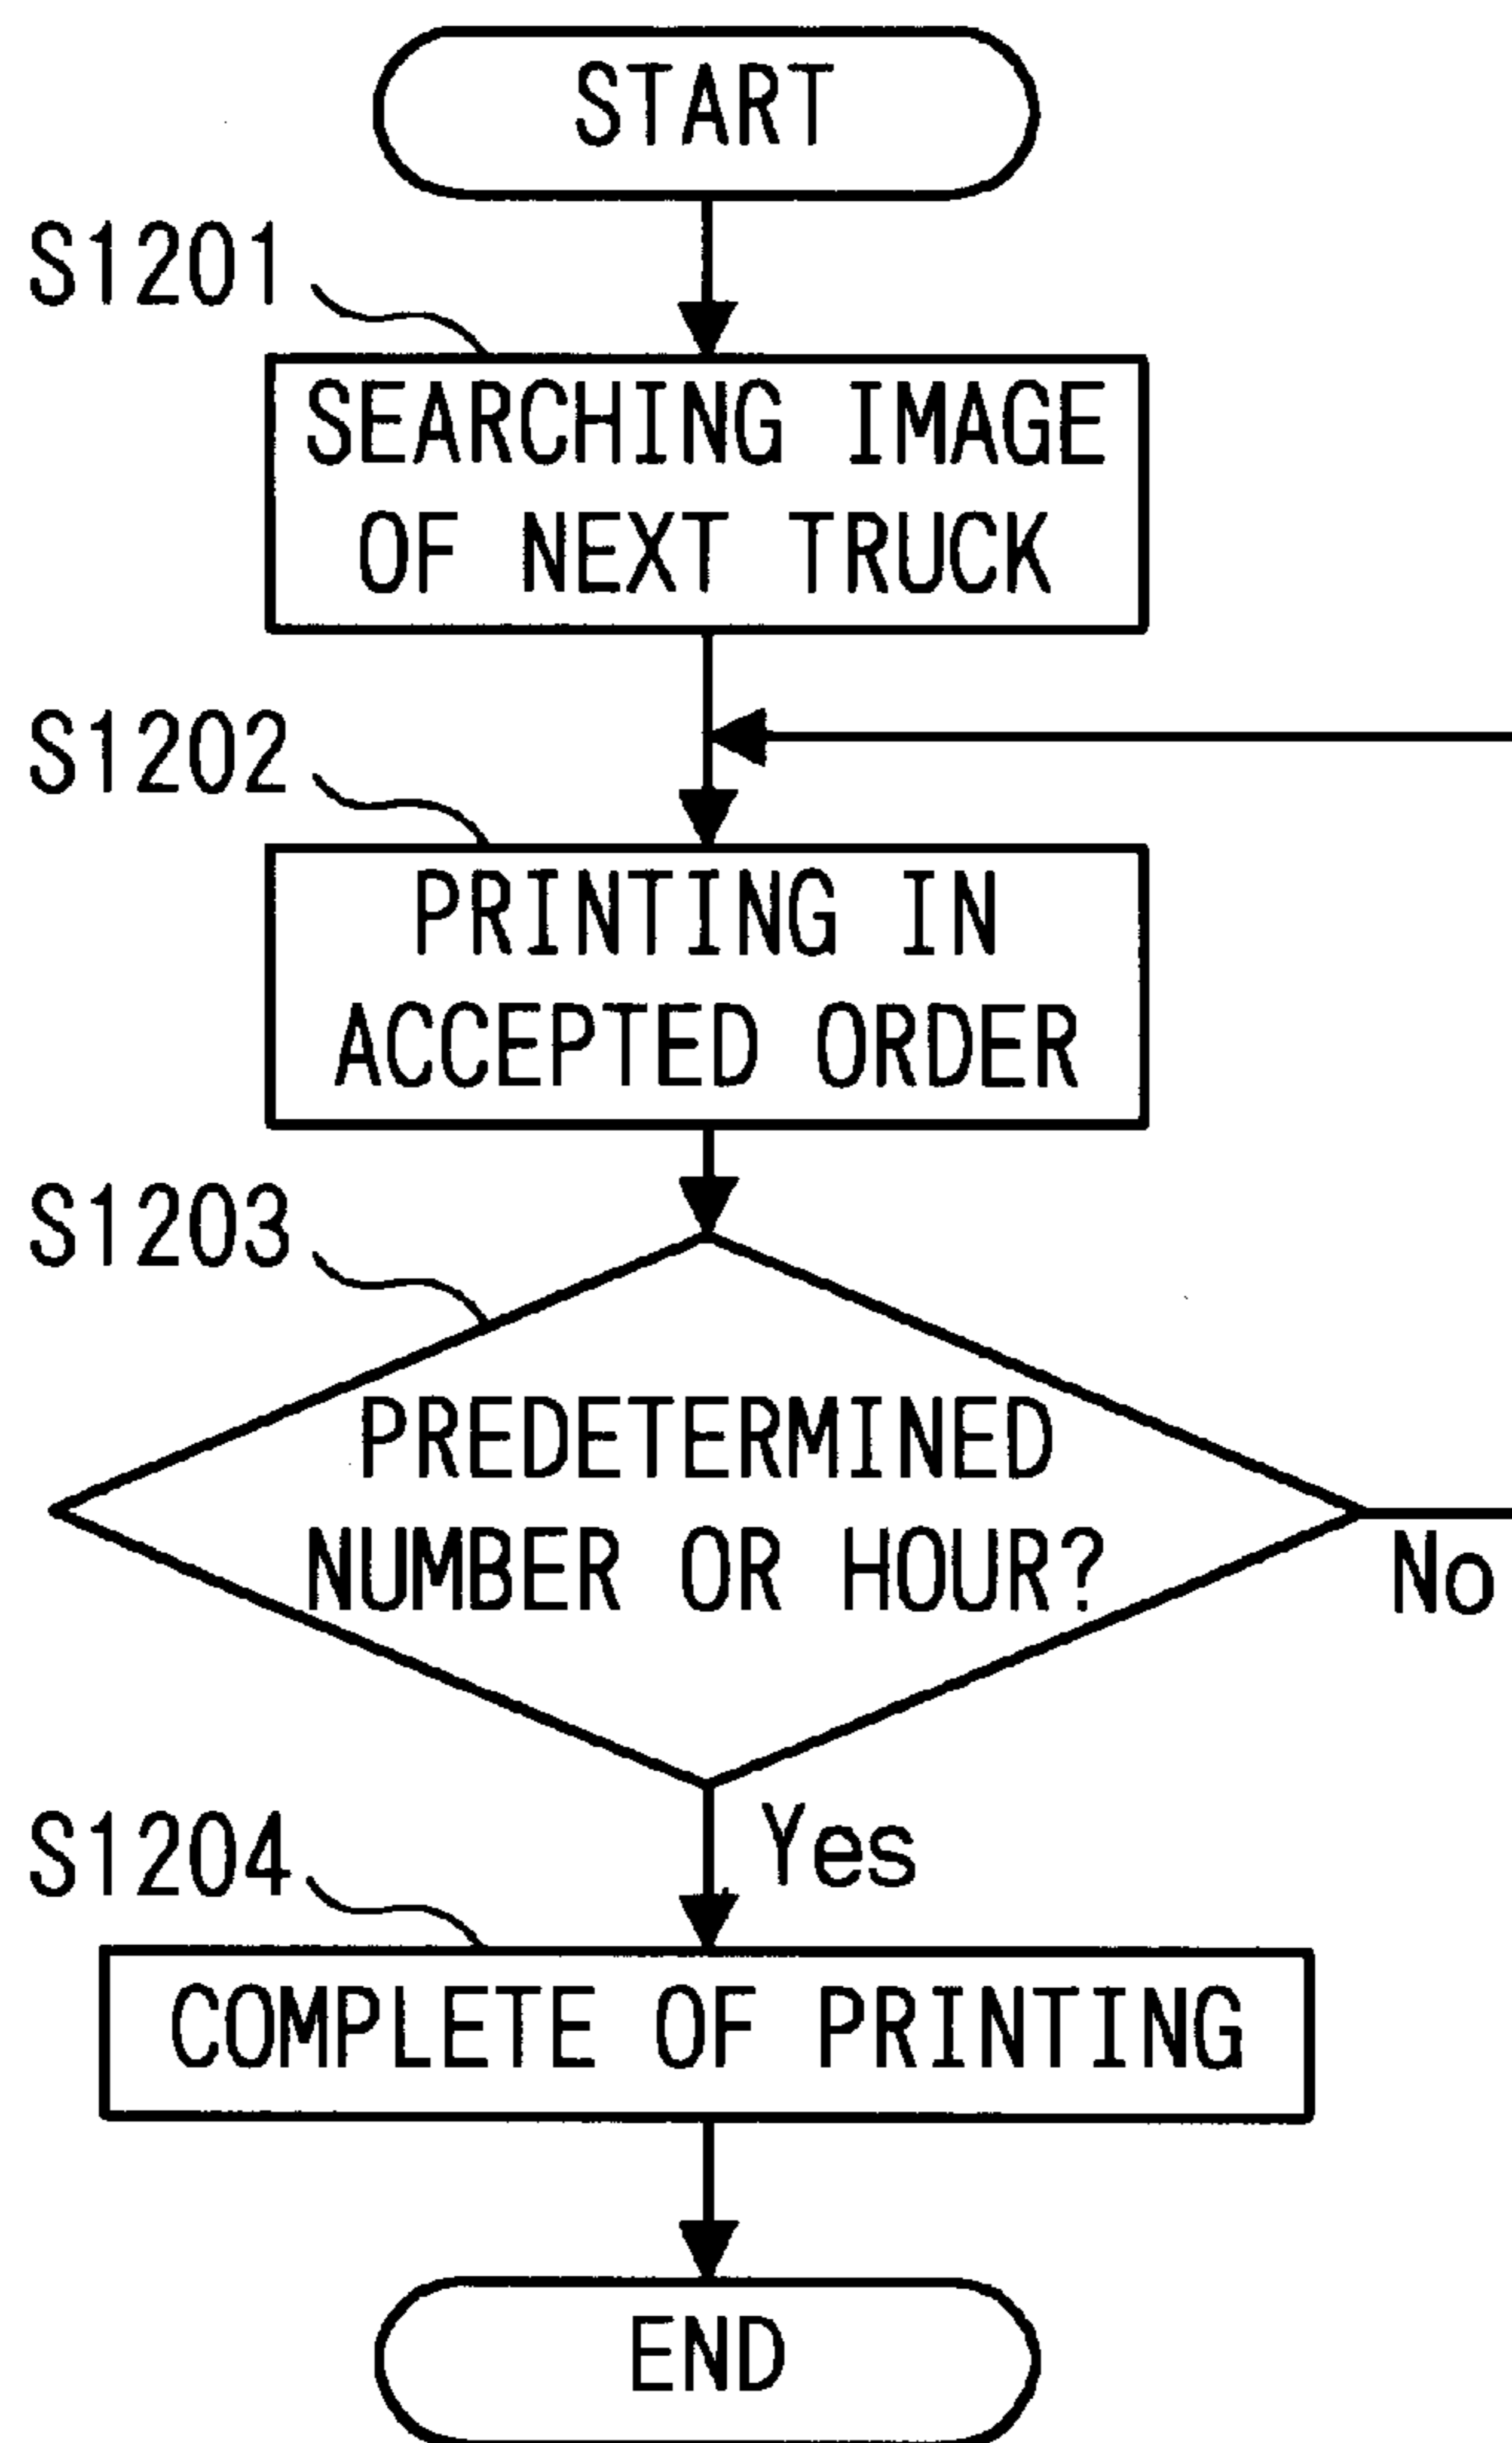 START
S1201
SEARCHING IMAGE
OF NEXT TRUCK
S1202
PRINTING IN
ACCEPTED ORDER
S1203
PREDETERMINED
NUMBER OR HOUR?
No
Yes
S1204
COMPLETE OF PRINTING
END